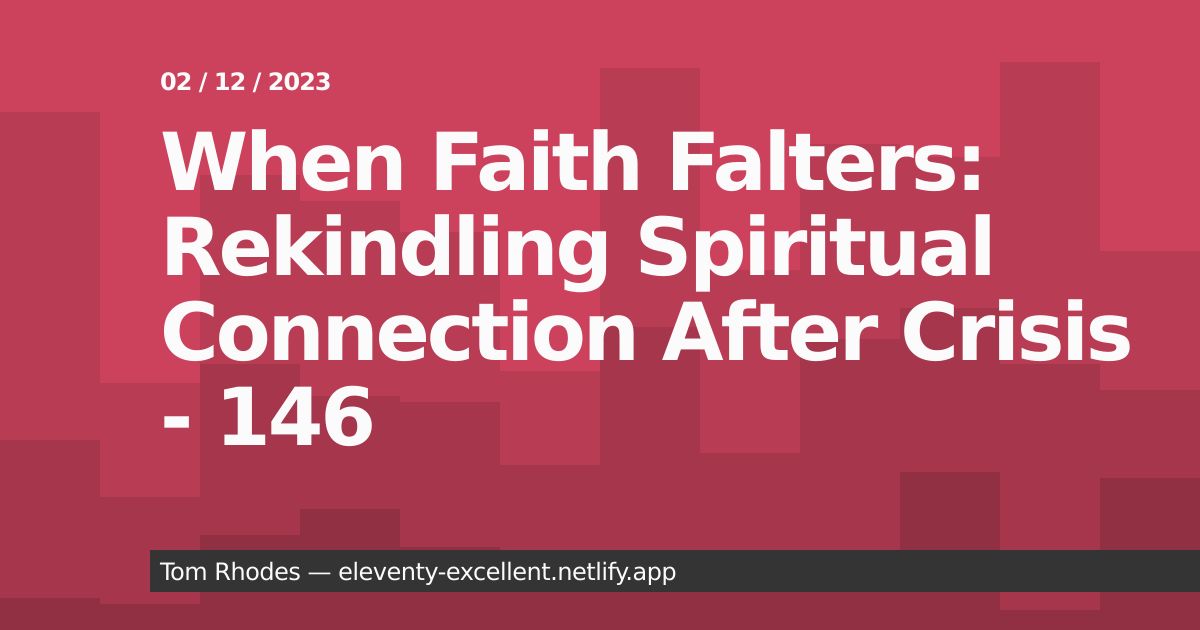 02 / 12 / 2023
When Faith Falters:
Rekindling Spiritual
Connection After Crisis
- 146
Tom Rhodes — eleventy-excellent.netlify.app